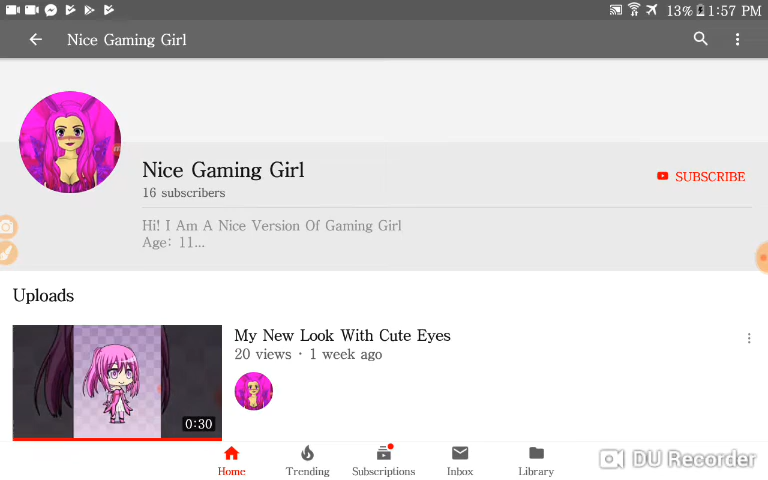 13% 1:57 PM
Nice Gaming Girl
Nice Gaming Girl
16 subscribers
SUBSCRIBE
Hi! I Am A Nice Version Of Gaming Girl
Age: 11...
Uploads
My New Look With Cute Eyes
20 views · 1 week ago
0:30
Home Trending Subscriptions Inbox Library
DU Recorder